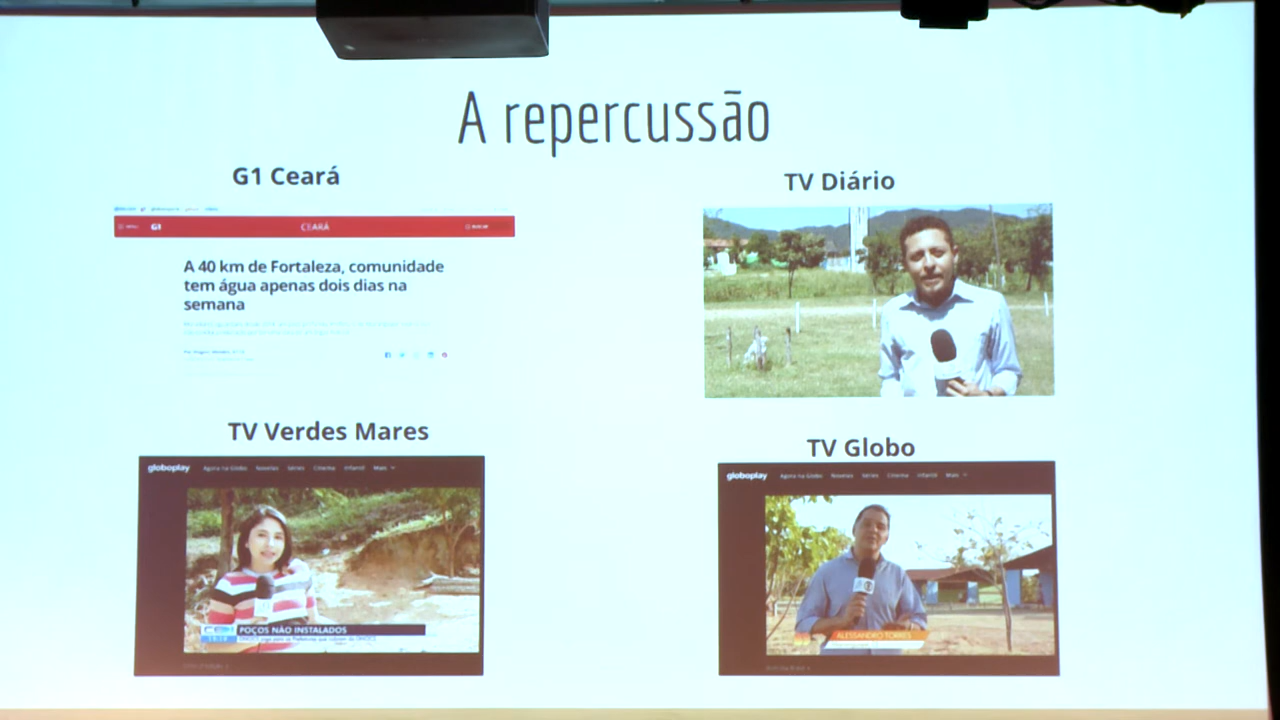 A repercussão
G1 Ceará
G1
CEARÁ
BUSCAR
A 40 km de Fortaleza, comunidade
tem água apenas dois dias na
semana
TV Diário
TV Verdes Mares
globoplay Agora na Globo Novelas Séries Cinema Infantil Mais
POÇOS NÃO INSTALADOS
TV Globo
globoplay Agora na Globo Novelas Séries Cinema Infantil Mais
ALESSANDRO TORRES